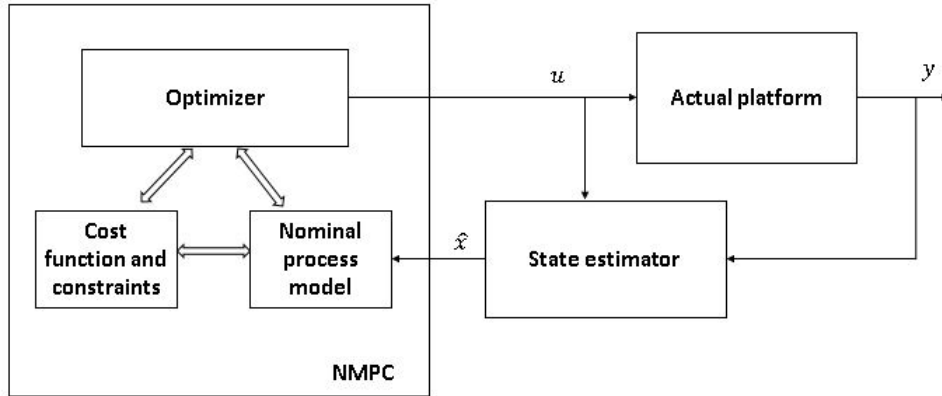 Optimizer
u
Actual platform
y
Cost
function and
constraints
Nominal
process
model
x̂
State estimator
NMPC